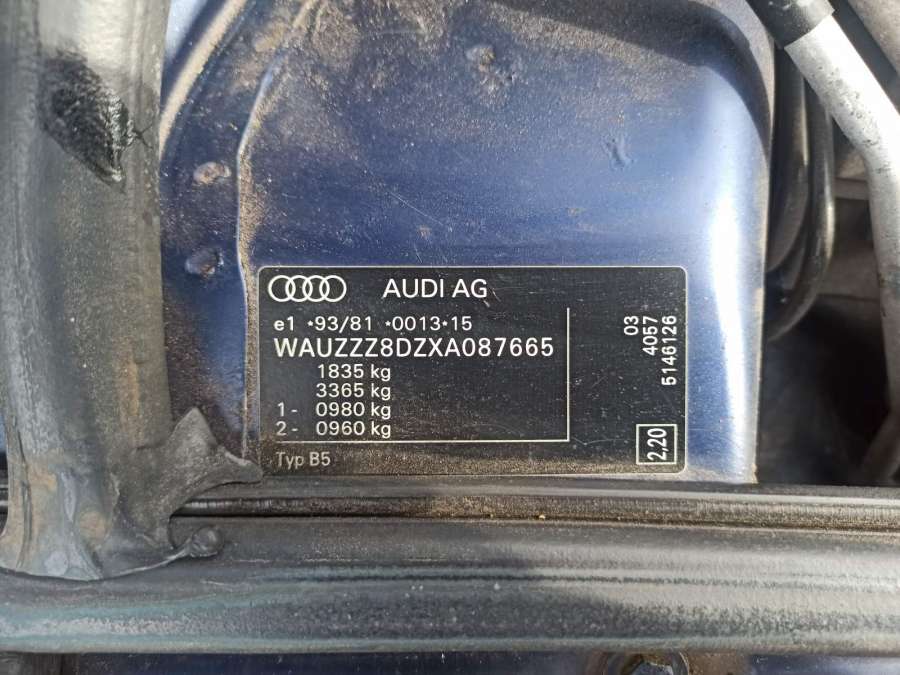 AUDI AG
e1 *93/81 *0013*15
WAUZZZ8DZXA087665
1835 kg
3365 kg
1- 0980 kg
2- 0960 kg
Typ B5
03
4057
5146126
2,20